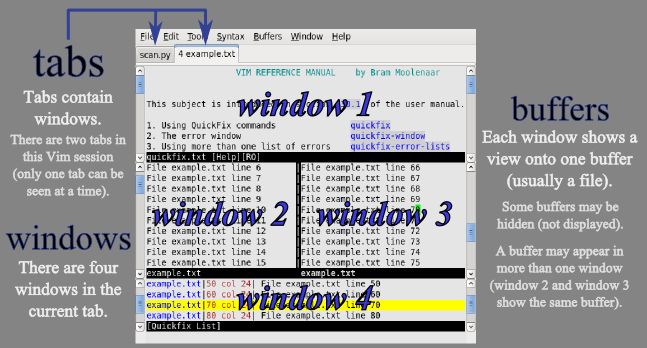 File Edit Tools Syntax Buffers Window Help
scan.py 4 example.txt
tabs
Tabs contain
windows.
There are two tabs in
this Vim session
(only one tab can be
seen at a time).
windows
There are four
windows in the
current tab.
VIM REFERENCE MANUAL by Bram Moolenaar
This subject is of the user manual.
window 1
1. Using QuickFix commands quickfix
2. The error window quickfix-window
3. Using more than one list of errors quickfix-error-lists
quickfix.txt [Help][RO]
File example.txt line 6
File example.txt line 7
File example.txt line 8
File example.txt line 9
File example.txt line 10
window 2
File example.txt line 12
File example.txt line 13
File example.txt line 14
File example.txt line 15
example.txt
File example.txt line 66
File example.txt line 67
File example.txt line 68
File example.txt line 69
window 3
File example.txt line 72
File example.txt line 73
File example.txt line 74
File example.txt line 75
example.txt
example.txt|50 col 24| File example.txt line 50
example.txt|60 col 24| File example.txt line 60
example.txt|70 col 24| File example.txt line 70
window 4
example.txt|80 col 24| File example.txt line 80
[Quickfix List]
buffers
Each window shows a
view onto one buffer
(usually a file).
Some buffers may be
hidden (not displayed).
A buffer may appear in
more than one window
(window 2 and window 3
show the same buffer).